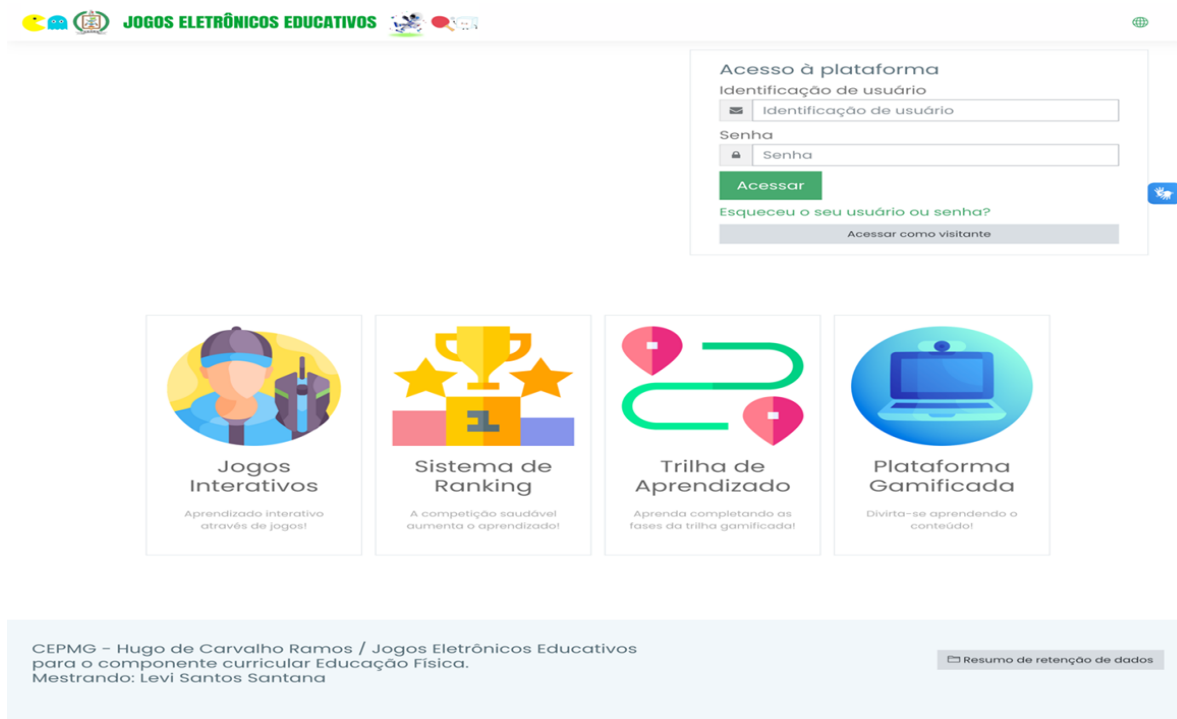 JOGOS ELETRÔNICOS EDUCATIVOS
Acesso à plataforma
Identificação de usuário
Identificação de usuário
Senha
Senha
Acessar
Esqueceu o seu usuário ou senha?
Acessar como visitante
1
Jogos
Interativos
Aprendizado interativo
através de jogos!
Sistema de
Ranking
A competição saudável
aumenta o aprendizado!
Trilha de
Aprendizado
Aprenda completando as
fases da trilha gamificada!
Plataforma
Gamificada
Divirta-se aprendendo o
conteúdo!
CEPMG - Hugo de Carvalho Ramos / Jogos Eletrônicos Educativos
para o componente curricular Educação Física.
Mestrando: Levi Santos Santana
Resumo de retenção de dados